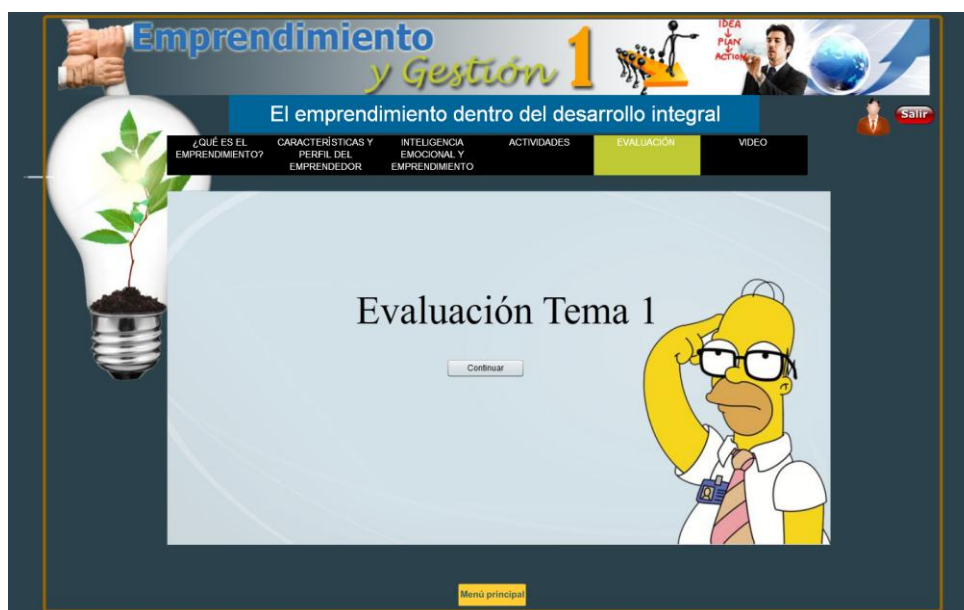 Emprendimiento
y Gestión 1
IDEA
PLAN
ACTION
El emprendimiento dentro del desarrollo integral
Salir
¿QUÉ ES EL
EMPRENDIMIENTO?
CARACTERÍSTICAS Y
PERFIL DEL
EMPRENDEDOR
INTELIGENCIA
EMOCIONAL Y
EMPRENDIMIENTO
ACTIVIDADES
EVALUACIÓN
VIDEO
Evaluación Tema 1
Continuar
Menú principal